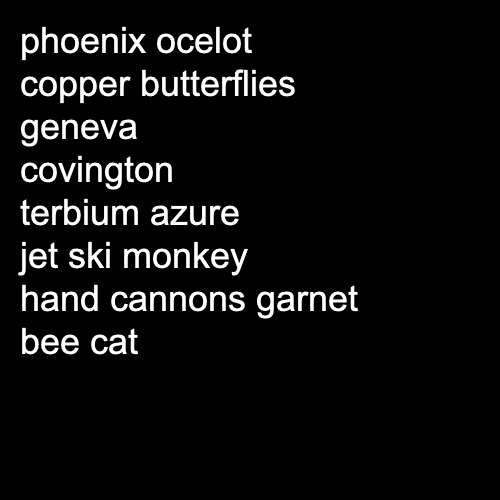 phoenix ocelot
copper butterflies
geneva
covington
terbium azure
jet ski monkey
hand cannons garnet
bee cat